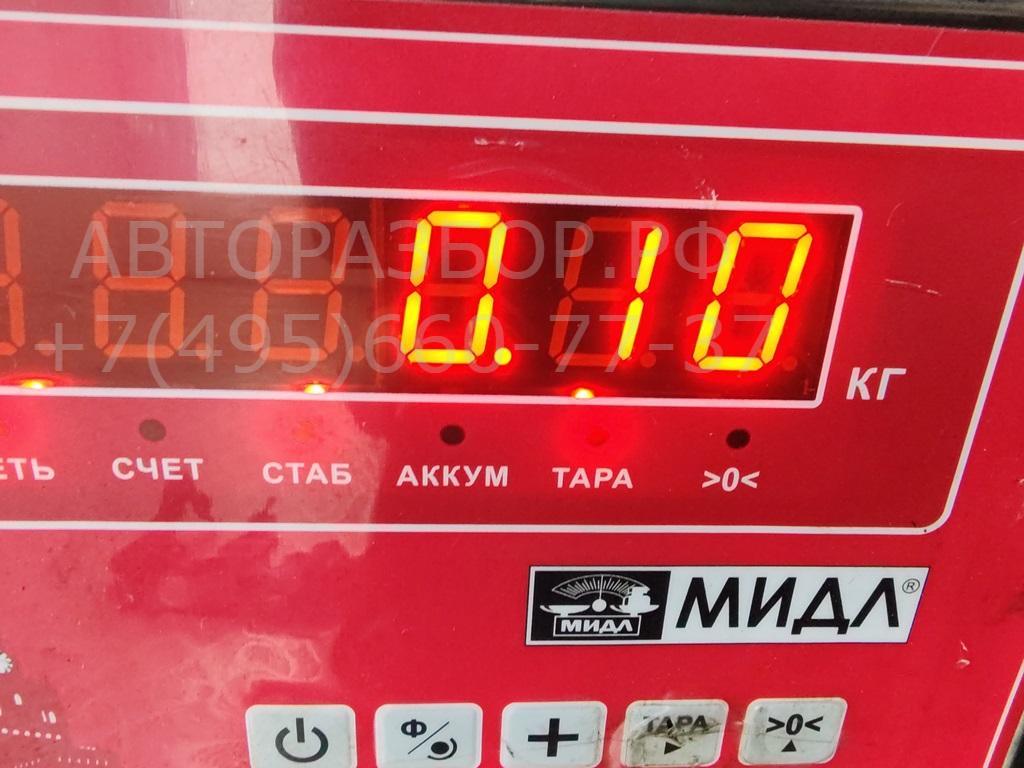 АВТОРАЗБОР.РФ
+7(495)660-77-37
0.10
КГ
ЕТЬ СЧЕТ СТАБ АККУМ ТАРА >0<
МИДЛ МИДЛ®
Ф ТАРА >0<